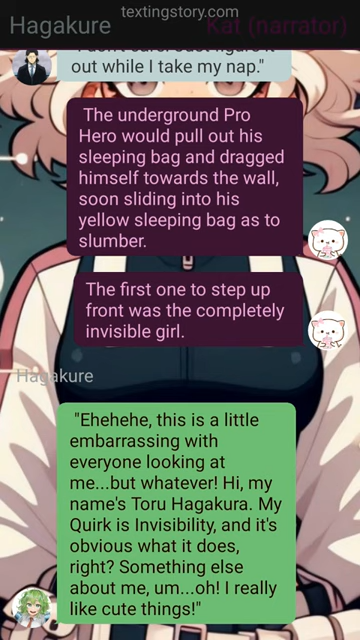 textingstory.com
Hagakure
Kat (narrator)
out while I take my nap."
The underground Pro
Hero would pull out his
sleeping bag and dragged
himself towards the wall,
soon sliding into his
yellow sleeping bag as to
slumber.
The first one to step up
front was the completely
invisible girl.
Hagakure
"Ehehehe, this is a little
embarrassing with
everyone looking at
me...but whatever! Hi, my
name's Toru Hagakura. My
Quirk is Invisibility, and it's
obvious what it does,
right? Something else
about me, um...oh! I really
like cute things!"